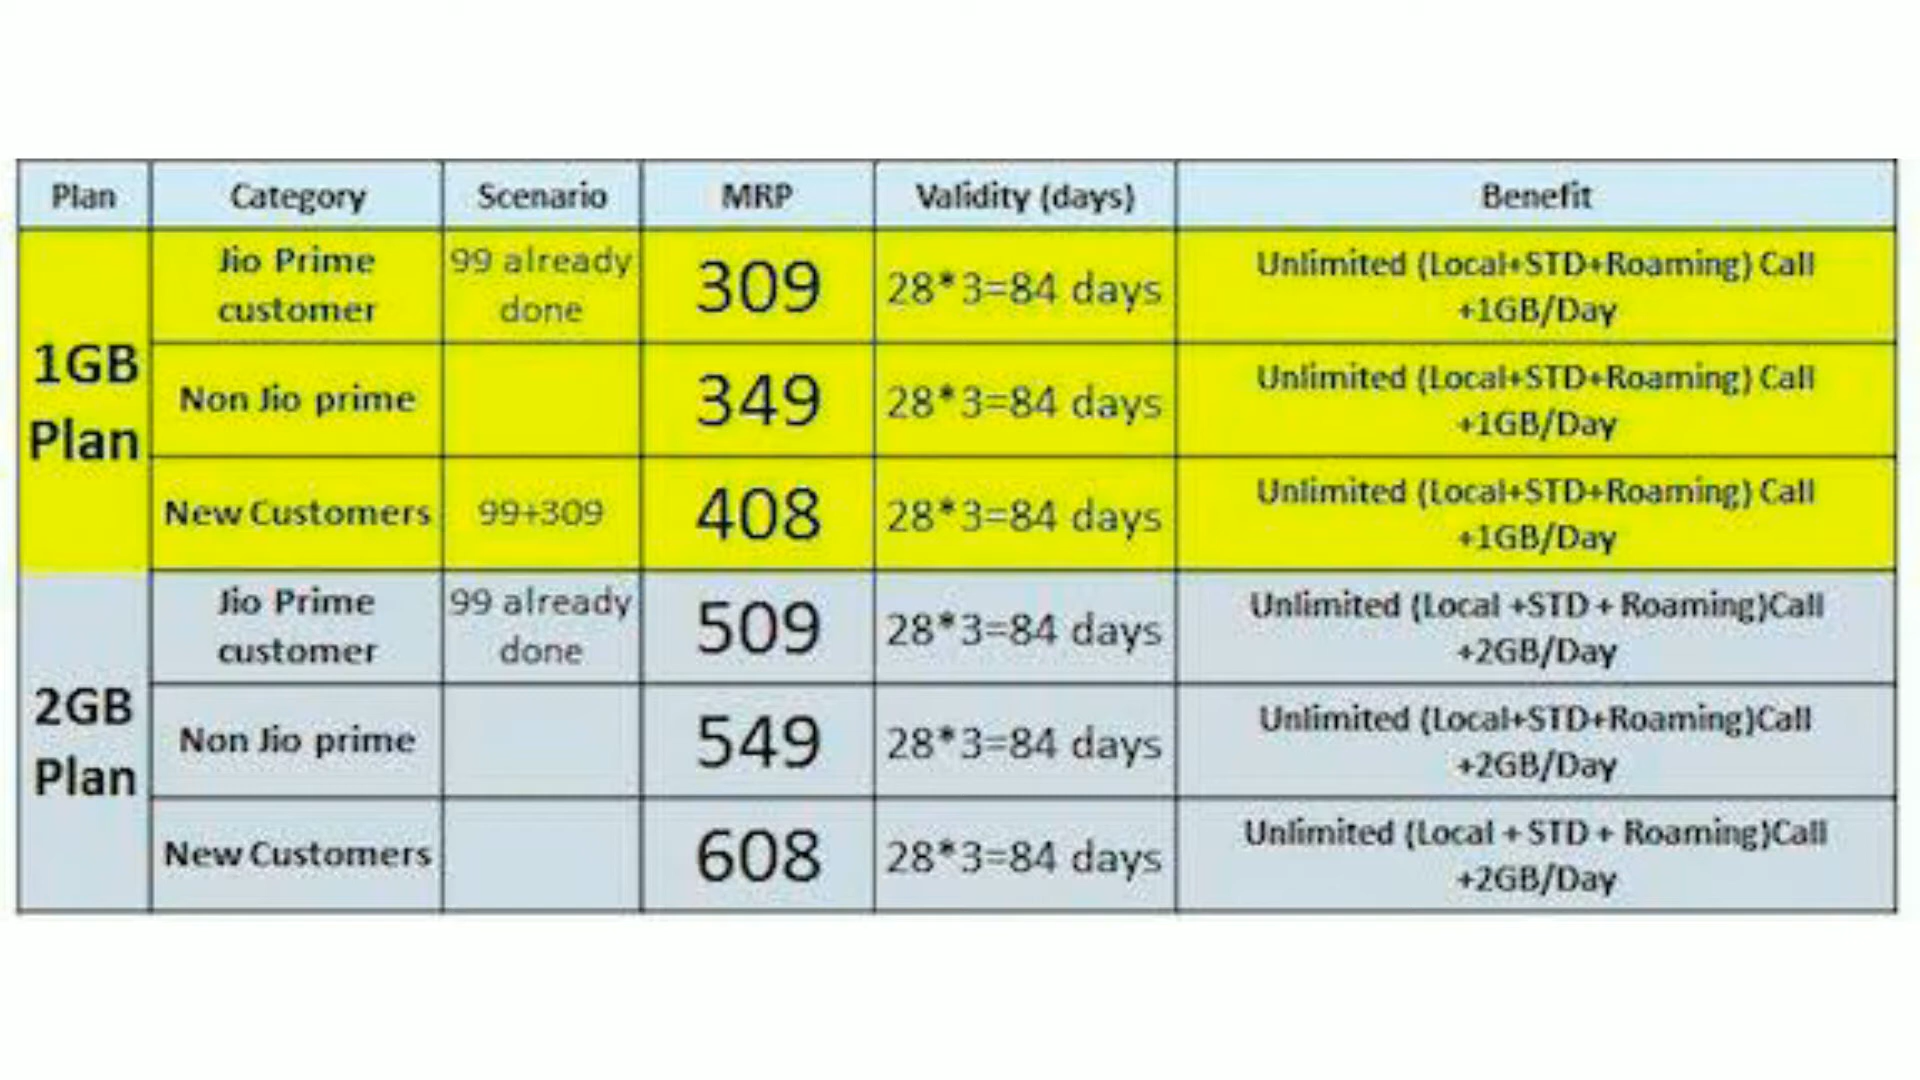 Plan Category Scenario MRP Validity (days) Benefit
1GB
Plan
Jio Prime
customer
99 already
done
309
28*3=84 days
Unlimited (Local+STD+Roaming) Call
+1GB/Day
Non Jio prime
349
28*3=84 days
Unlimited (Local+STD+Roaming) Call
+1GB/Day
New Customers
99+309
408
28*3=84 days
Unlimited (Local+STD+Roaming) Call
+1GB/Day
2GB
Plan
Jio Prime
customer
99 already
done
509
28*3=84 days
Unlimited (Local +STD + Roaming)Call
+2GB/Day
Non Jio prime
549
28*3=84 days
Unlimited (Local+STD+Roaming)Call
+2GB/Day
New Customers
608
28*3=84 days
Unlimited (Local + STD + Roaming)Call
+2GB/Day